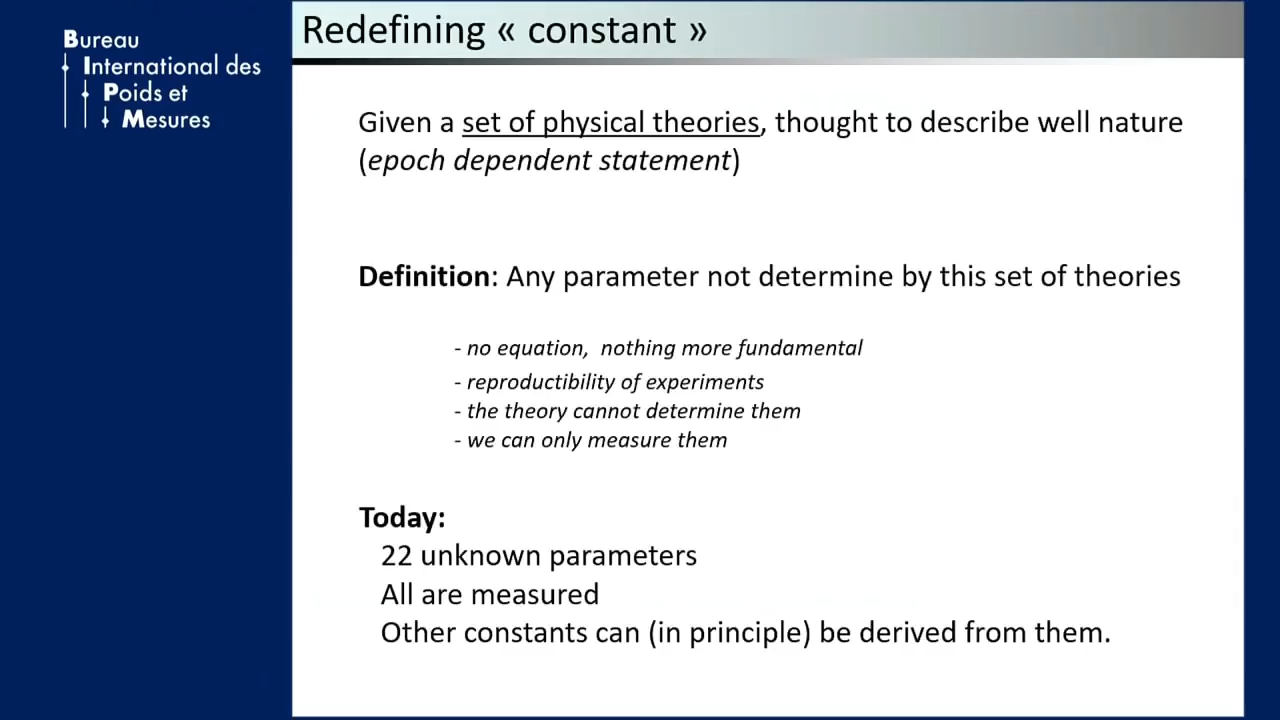 Bureau
International des
Poids et
Mesures
Redefining « constant »
Given a set of physical theories, thought to describe well nature
(epoch dependent statement)
Definition: Any parameter not determine by this set of theories
- no equation, nothing more fundamental
- reproductibility of experiments
- the theory cannot determine them
- we can only measure them
Today:
22 unknown parameters
All are measured
Other constants can (in principle) be derived from them.